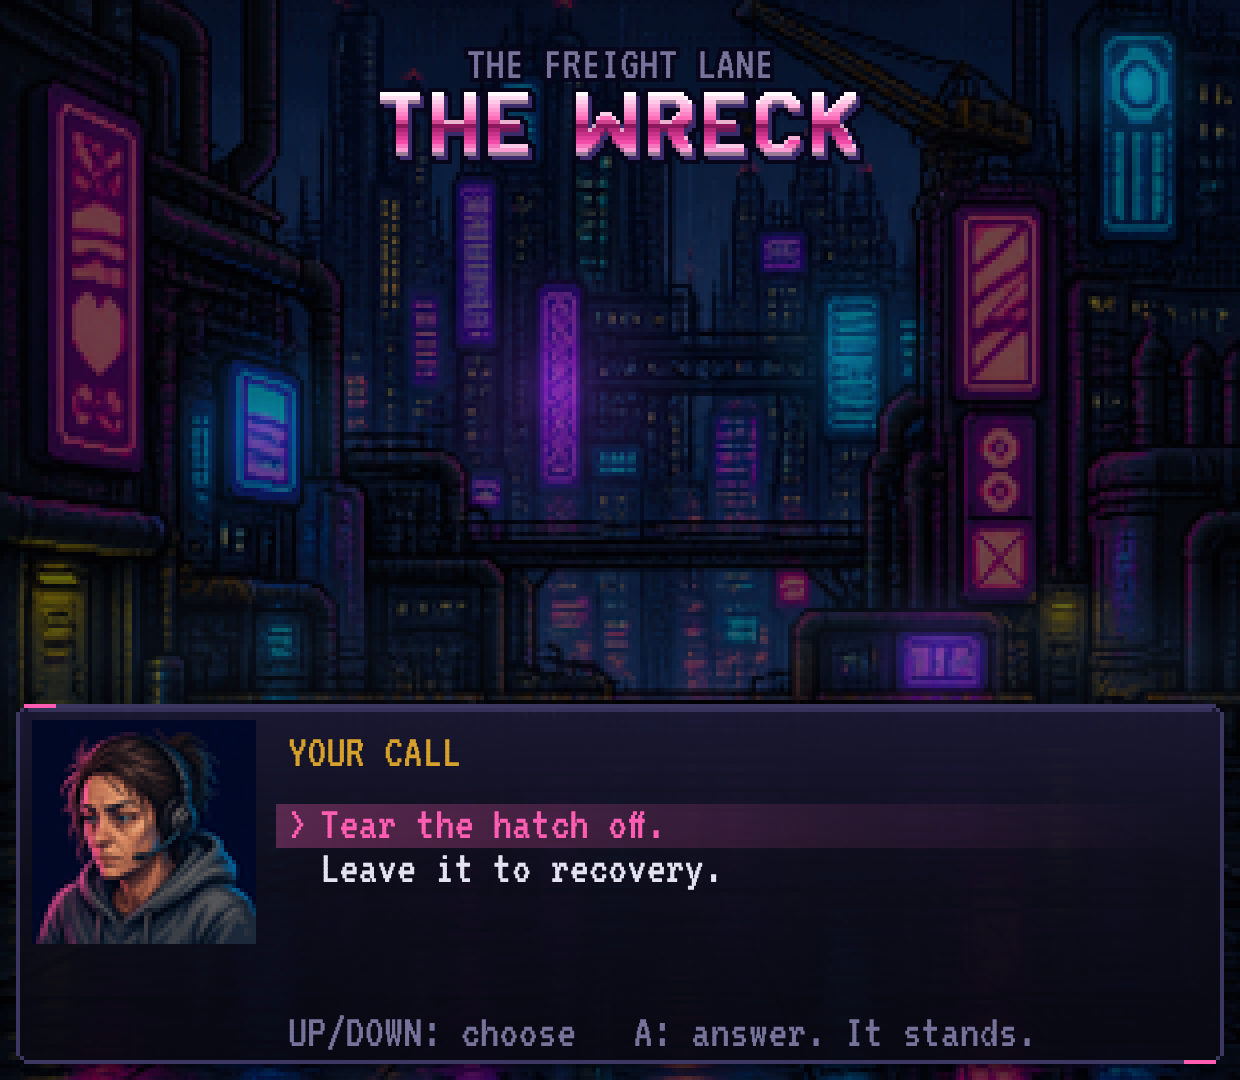 THE FREIGHT LANE
THE WRECK
YOUR CALL
> Tear the hatch off.
Leave it to recovery.
UP/DOWN: choose A: answer. It stands.